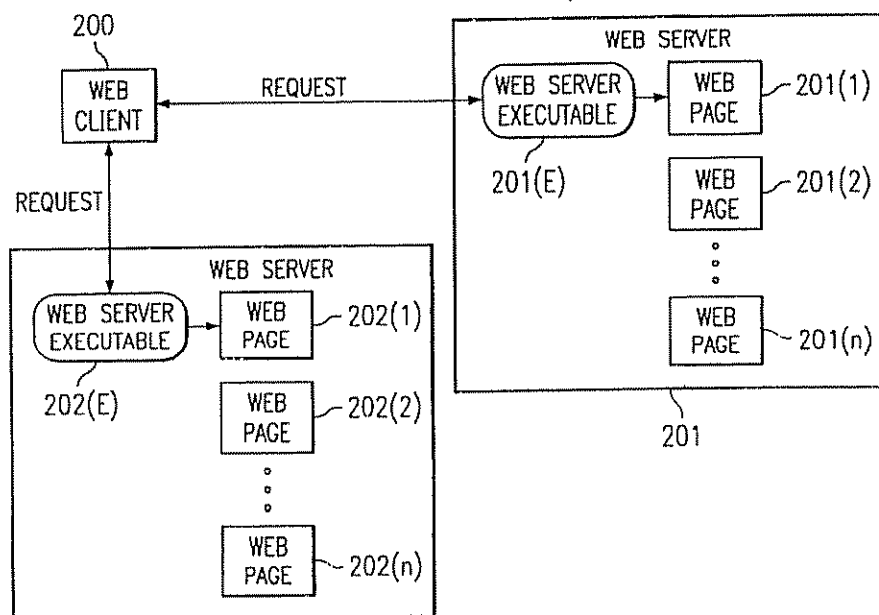 200
WEB
CLIENT
REQUEST
REQUEST
WEB SERVER
WEB SERVER
EXECUTABLE
201(E)
WEB
PAGE
201(1)
WEB
PAGE
201(2)
WEB
PAGE
201(n)
201
WEB SERVER
WEB SERVER
EXECUTABLE
202(E)
WEB
PAGE
202(1)
WEB
PAGE
202(2)
WEB
PAGE
202(n)